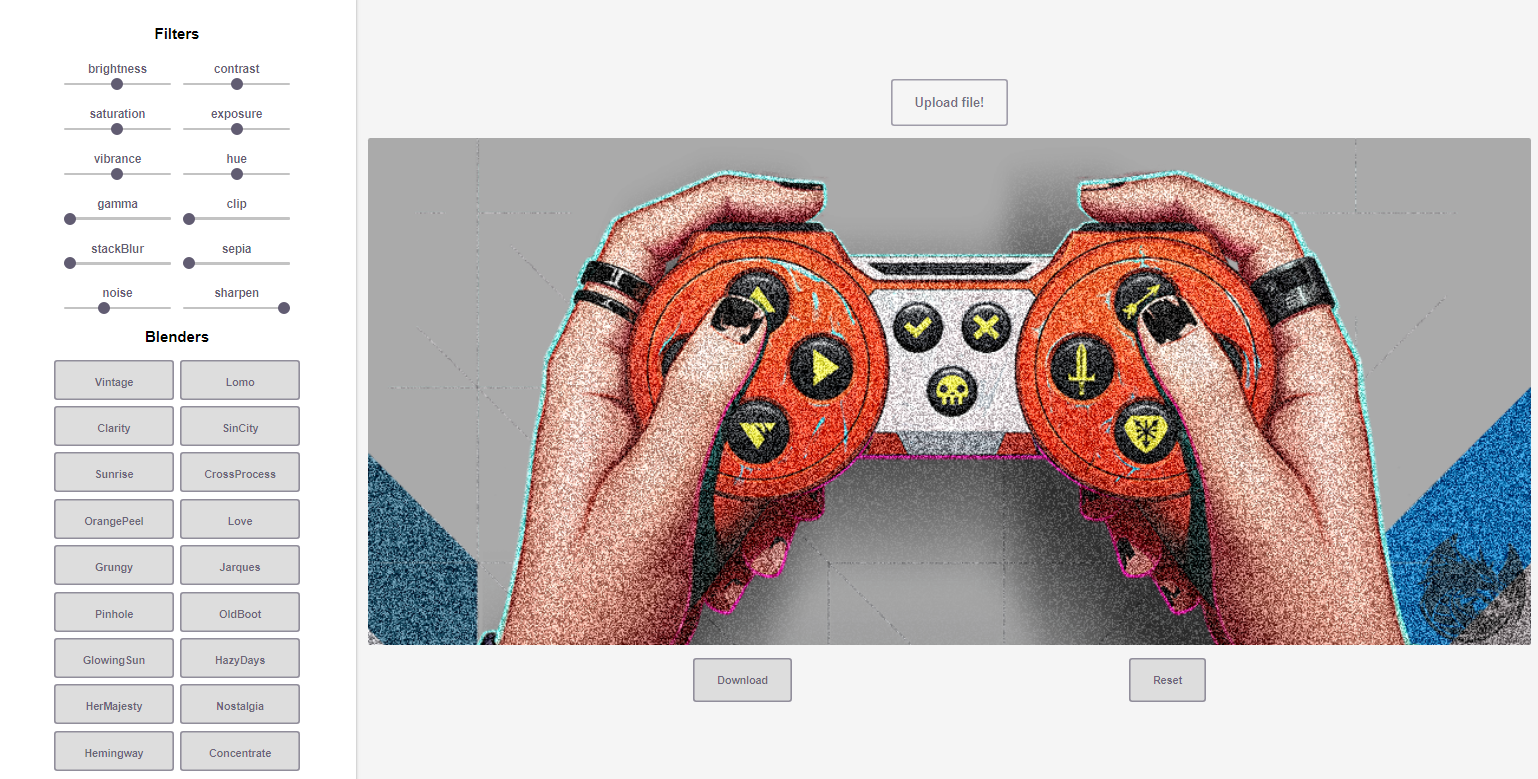 Filters
brightness contrast
saturation exposure
vibrance hue
gamma clip
stackBlur sepia
noise sharpen
Blenders
Vintage Lomo
Clarity SinCity
Sunrise CrossProcess
OrangePeel Love
Grungy Jarques
Pinhole OldBoot
GlowingSun HazyDays
HerMajesty Nostalgia
Hemingway Concentrate
Upload file!
Download Reset